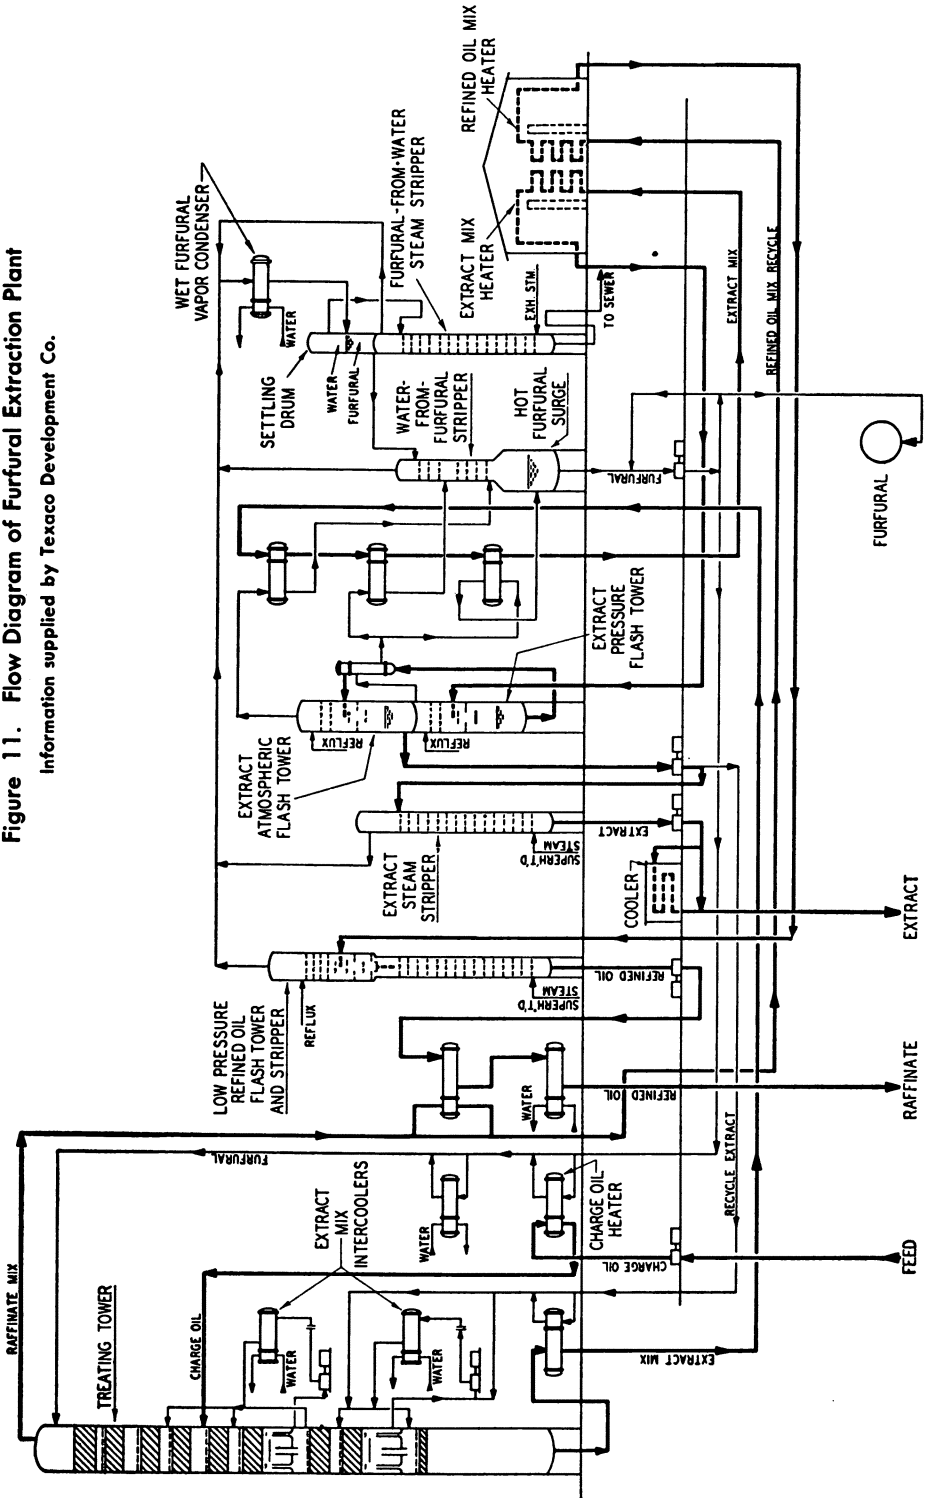 Figure 11. Flow Diagram of Furfural Extraction Plant
Information supplied by Texaco Development Co.
RAFFINATE MIX
TREATING TOWER
CHARGE OIL
WATER
WATER
EXTRACT
MIX
INTERCOOLERS
FURFURAL
WATER
CHARGE OIL
HEATER
CHARGE OIL
EXTRACT MIX
FEED
RECYCLE EXTRACT
LOW PRESSURE
REFINED OIL
FLASH TOWER
AND STRIPPER
REFLUX
WATER
REFINED
OIL
RAFFINATE
SUPERH'T'D
STEAM
REFINED OIL
EXTRACT
STEAM
STRIPPER
SUPERH'T'D
STEAM
EXTRACT
COOLER
EXTRACT
EXTRACT
ATMOSPHERIC
FLASH TOWER
REFLUX
REFLUX
EXTRACT
PRESSURE
FLASH TOWER
SETTLING
DRUM
WATER
FURFURAL
WATER-
FROM-
FURFURAL
STRIPPER
HOT
FURFURAL
SURGE
FURFURAL
FURFURAL
WET FURFURAL
VAPOR CONDENSER
WATER
FURFURAL-FROM-WATER
STEAM STRIPPER
EXH. STM.
TO SEWER
EXTRACT MIX
HEATER
REFINED OIL MIX
HEATER
EXTRACT MIX
REFINED OIL MIX RECYCLE